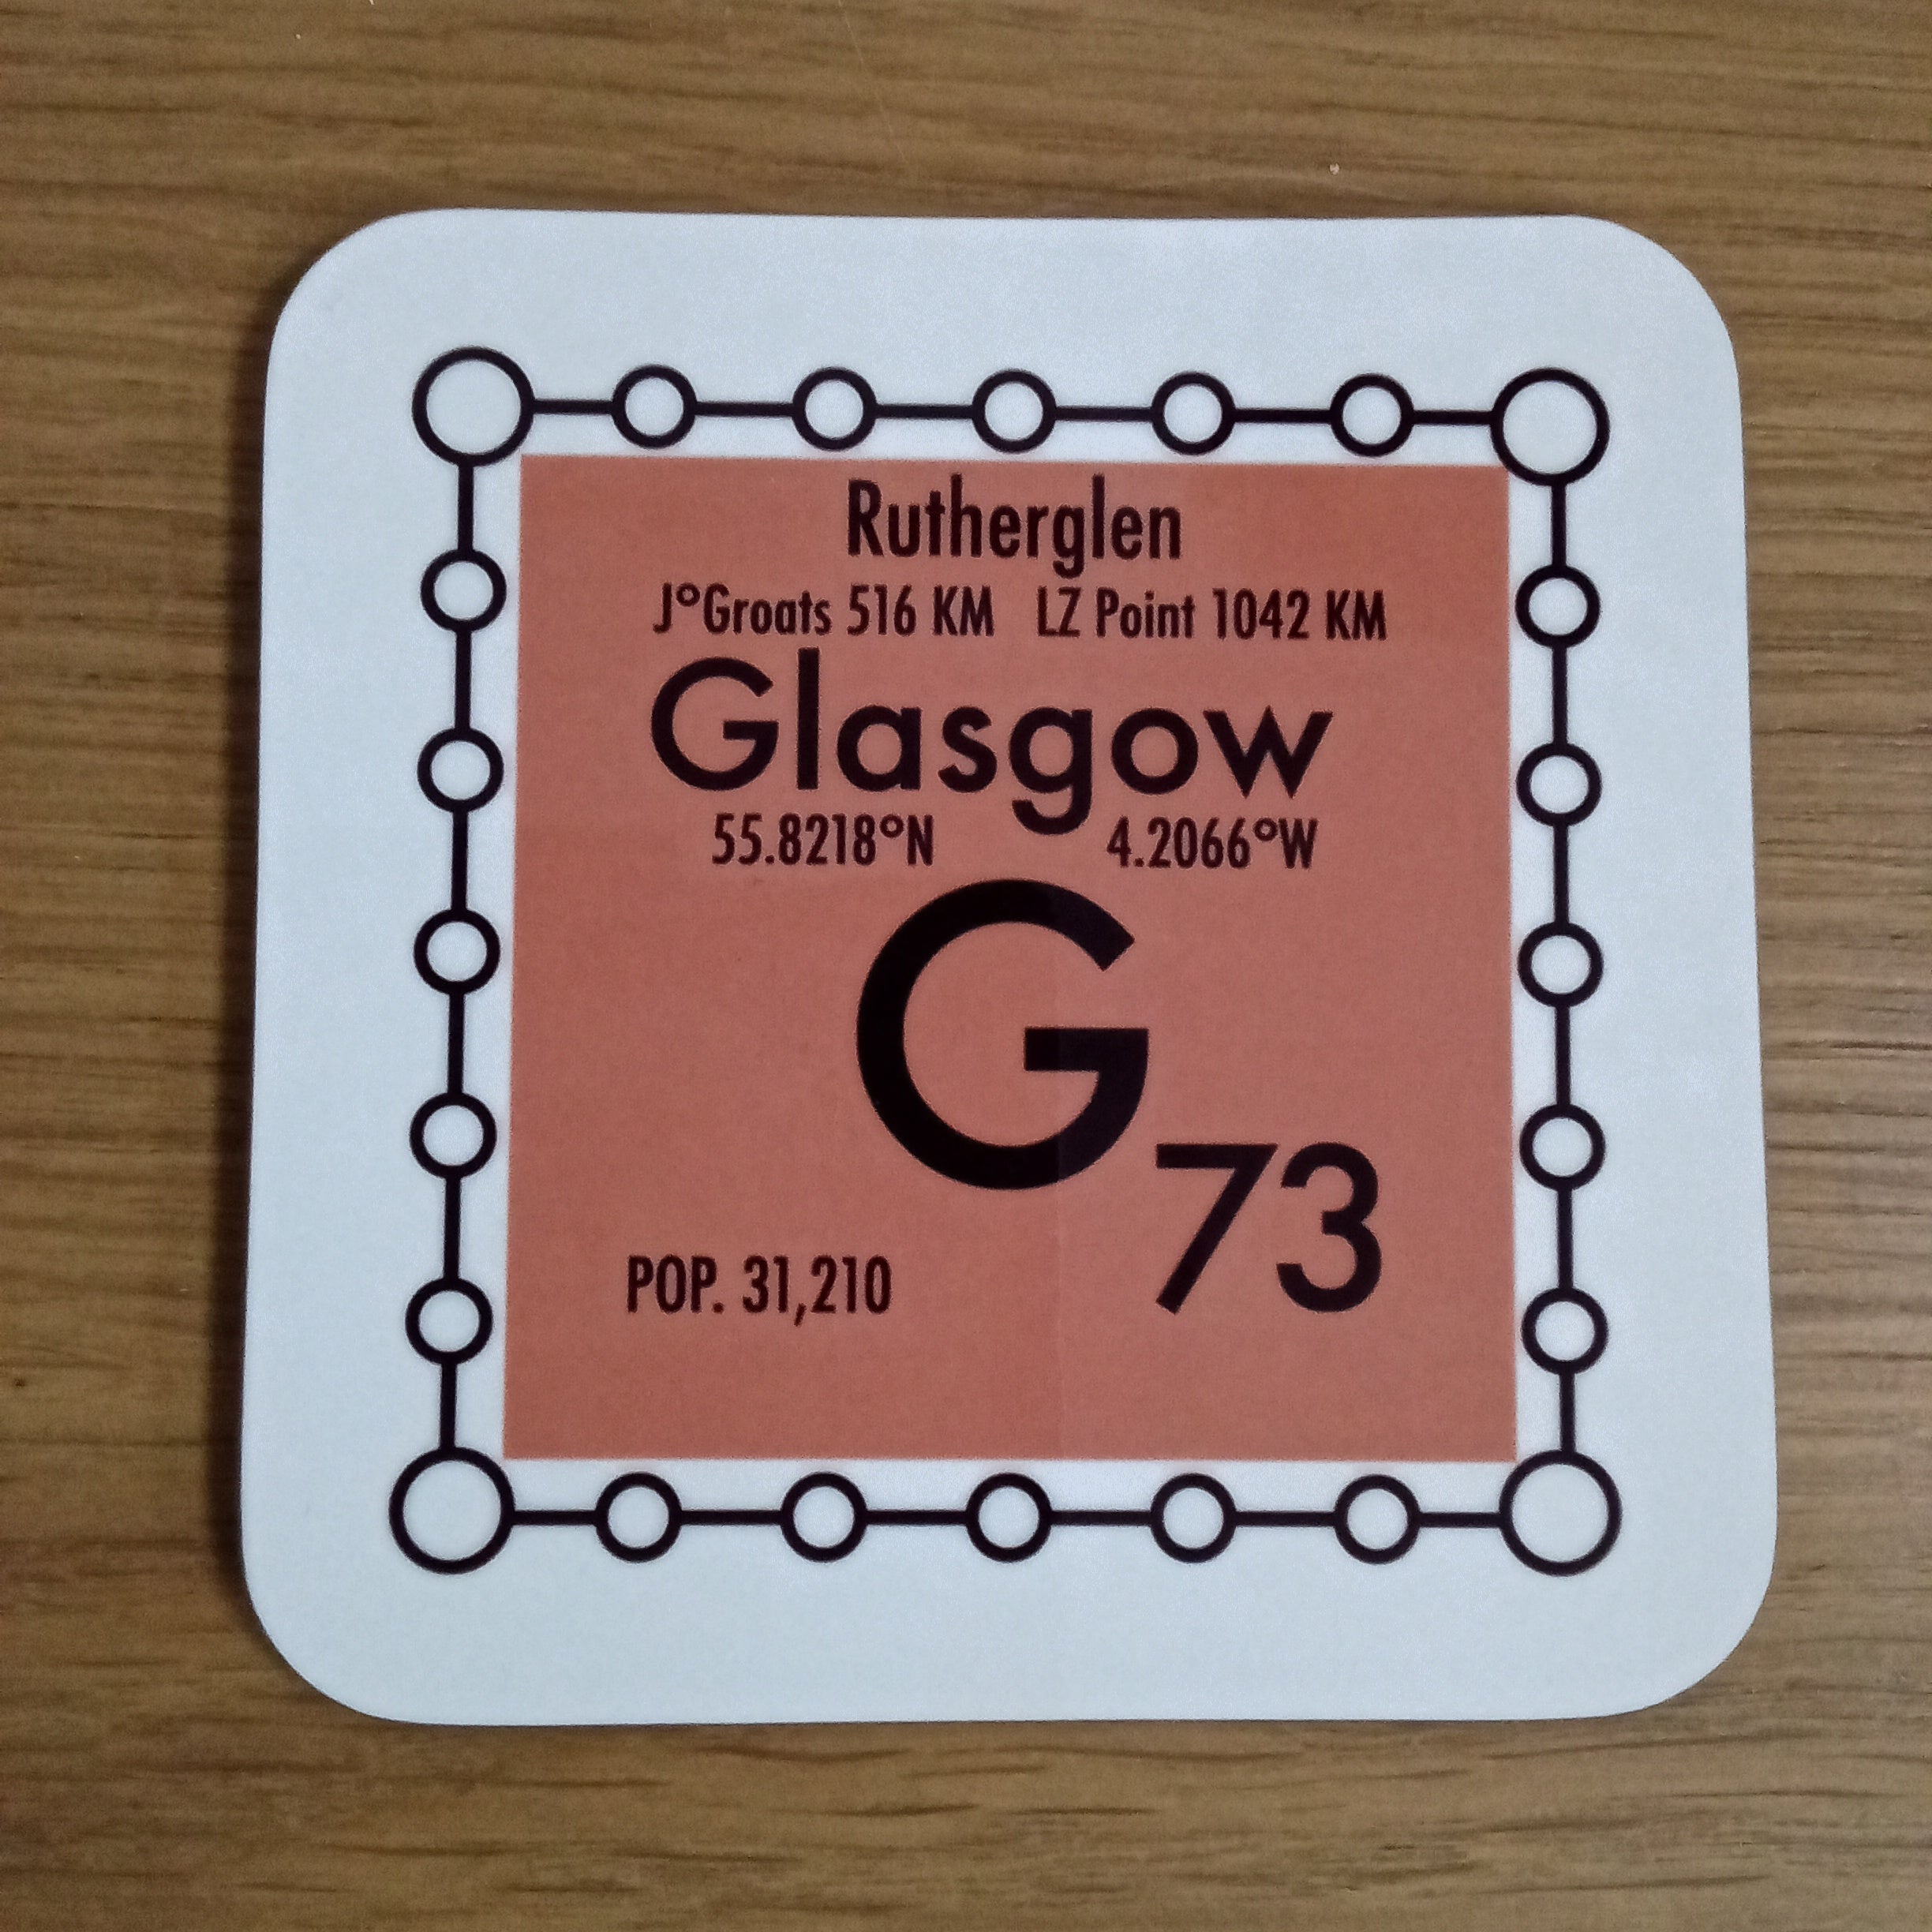 Rutherglen
J°Groats 516 KM LZ Point 1042 KM
Glasgow
55.8218°N 4.2066°W
G
73
POP. 31,210